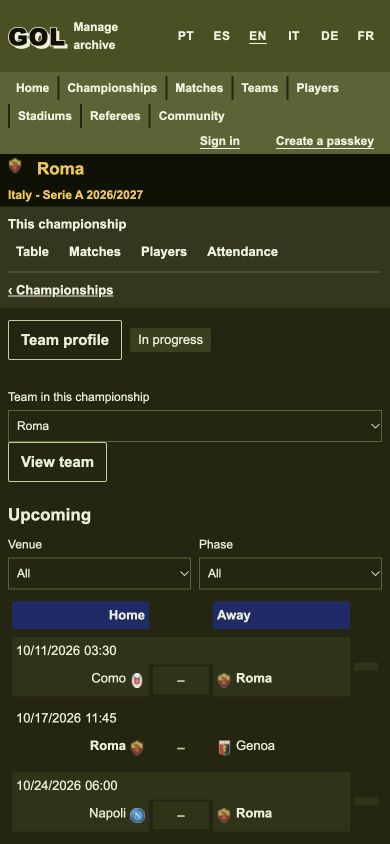 GOL Manage archive PT ES EN IT DE FR
Home Championships Matches Teams Players
Stadiums Referees Community
Sign in Create a passkey
Roma
Italy - Serie A 2026/2027
This championship
Table Matches Players Attendance
‹ Championships
Team profile In progress
Team in this championship
Roma
View team
Upcoming
Venue Phase
All All
Home Away
10/11/2026 03:30
Como – Roma
10/17/2026 11:45
Roma – Genoa
10/24/2026 06:00
Napoli – Roma